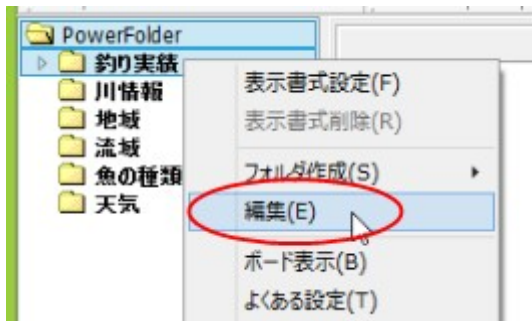 PowerFolder
釣り実績
川情報
地域
流域
魚の種類
天気
表示書式設定(F)
表示書式削除(R)
フォルダ作成(S)
編集(E)
ボード表示(B)
よくある設定(T)